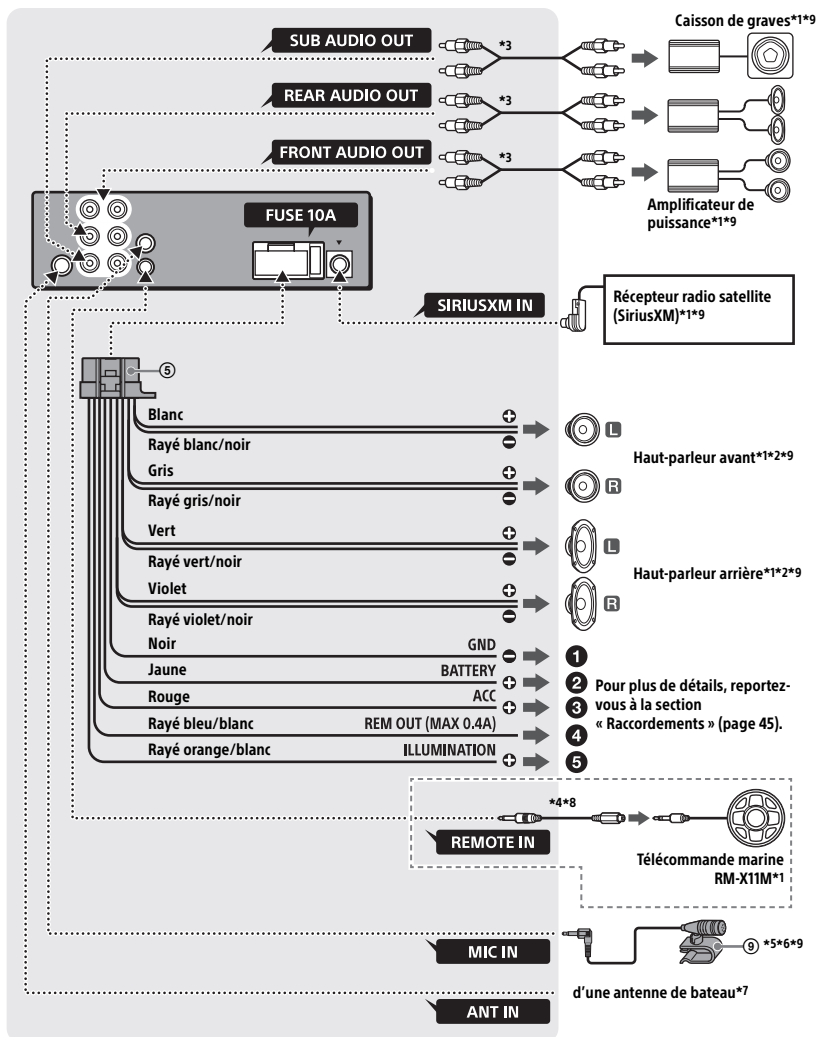 Caisson de graves*1*9
SUB AUDIO OUT
*3
REAR AUDIO OUT
*3
FRONT AUDIO OUT
*3
Amplificateur de
puissance*1*9
FUSE 10A
SIRIUSXM IN
Récepteur radio satellite
(SiriusXM)*1*9
⑤
Blanc
Rayé blanc/noir
L
Haut-parleur avant*1*2*9
Gris
Rayé gris/noir
R
Vert
Rayé vert/noir
L
Haut-parleur arrière*1*2*9
Violet
Rayé violet/noir
R
Noir GND ❶
Jaune BATTERY ❷
Rouge ACC ❸
Rayé bleu/blanc REM OUT (MAX 0.4A) ❹
Rayé orange/blanc ILLUMINATION ❺
Pour plus de détails, reportez-
vous à la section
« Raccordements » (page 45).
*4*8
REMOTE IN
Télécommande marine
RM-X11M*1
MIC IN
⑨ *5*6*9
d'une antenne de bateau*7
ANT IN